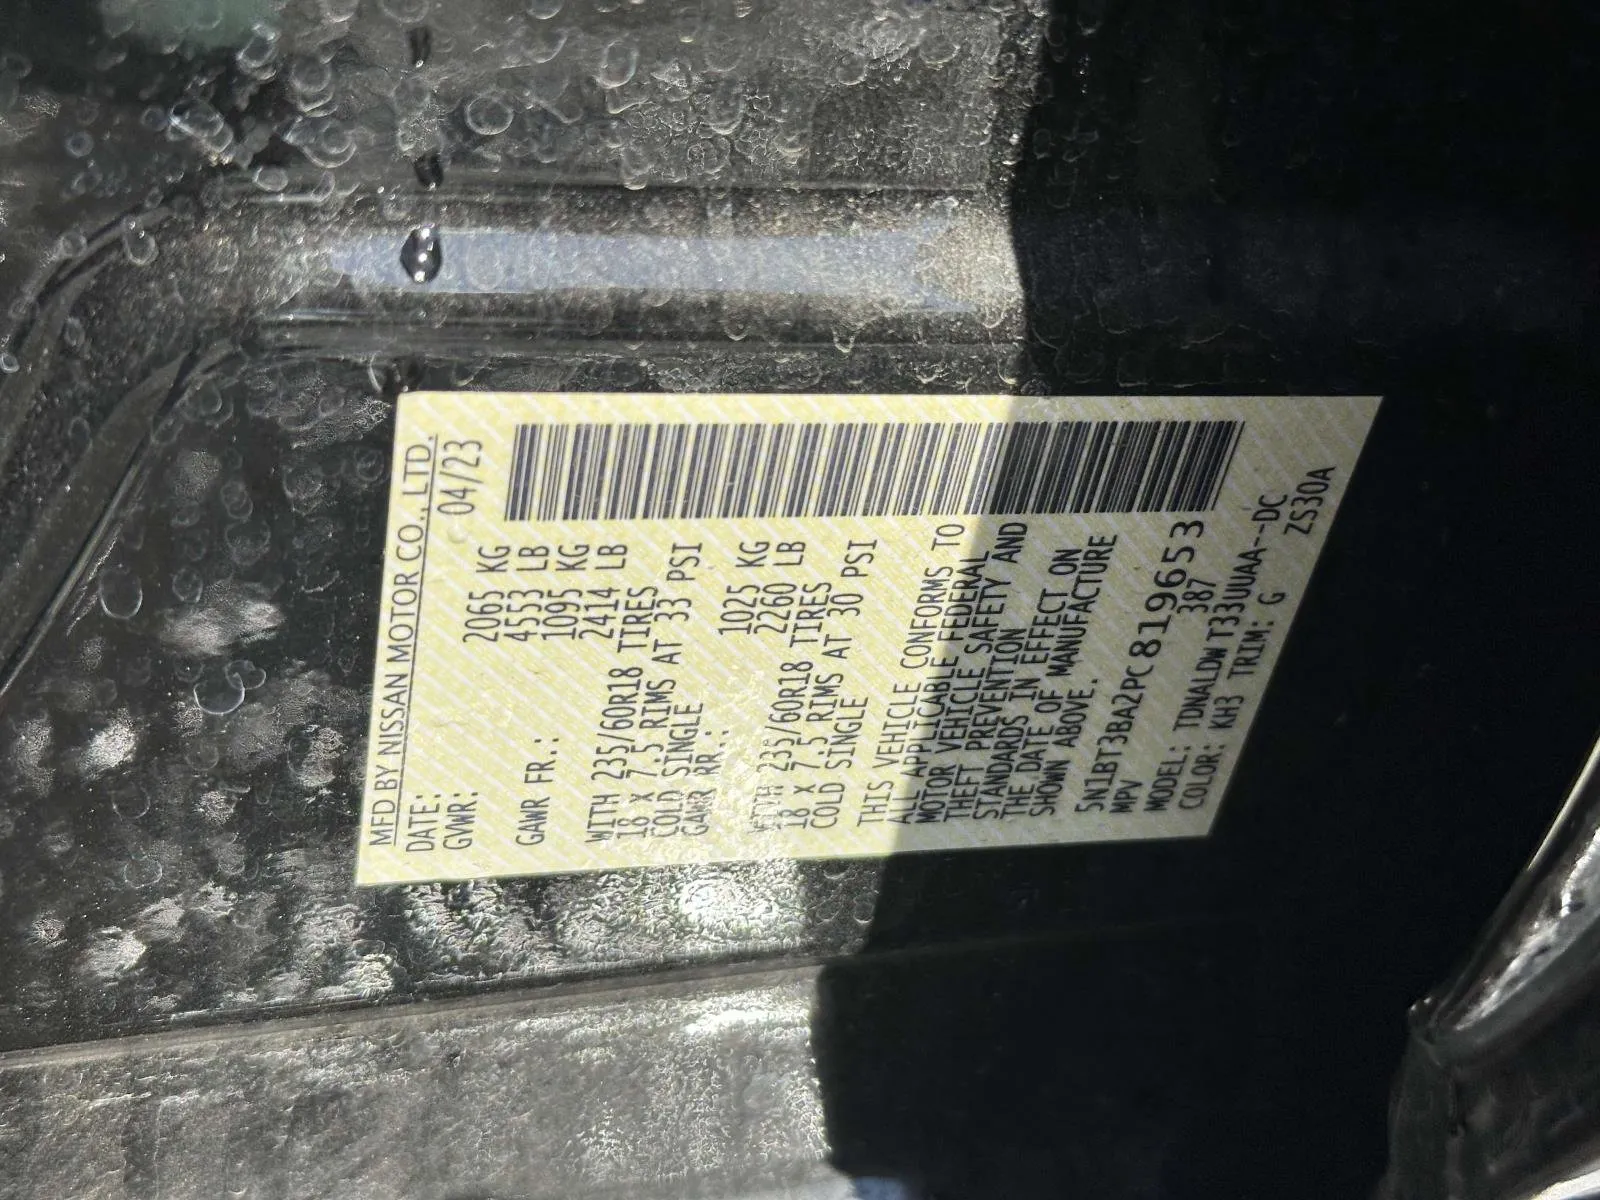 MFD BY NISSAN MOTOR CO., LTD.
DATE: 04/23
GVWR: 2065 KG
4553 LB
GAWR FR.: 1095 KG
2414 LB
WITH 235/60R18 TIRES
18 X 7.5 RIMS AT 33 PSI
COLD SINGLE
GAWR RR.: 1025 KG
2260 LB
WITH 235/60R18 TIRES
18 X 7.5 RIMS AT 30 PSI
COLD SINGLE
THIS VEHICLE CONFORMS TO
ALL APPLICABLE FEDERAL
MOTOR VEHICLE SAFETY AND
THEFT PREVENTION
STANDARDS IN EFFECT ON
THE DATE OF MANUFACTURE
SHOWN ABOVE.
5N1BT3BA2PC819653
MPV 387
MODEL: TDNALDWT33UUAA--DC
COLOR: KH3 TRIM: G ZS30A